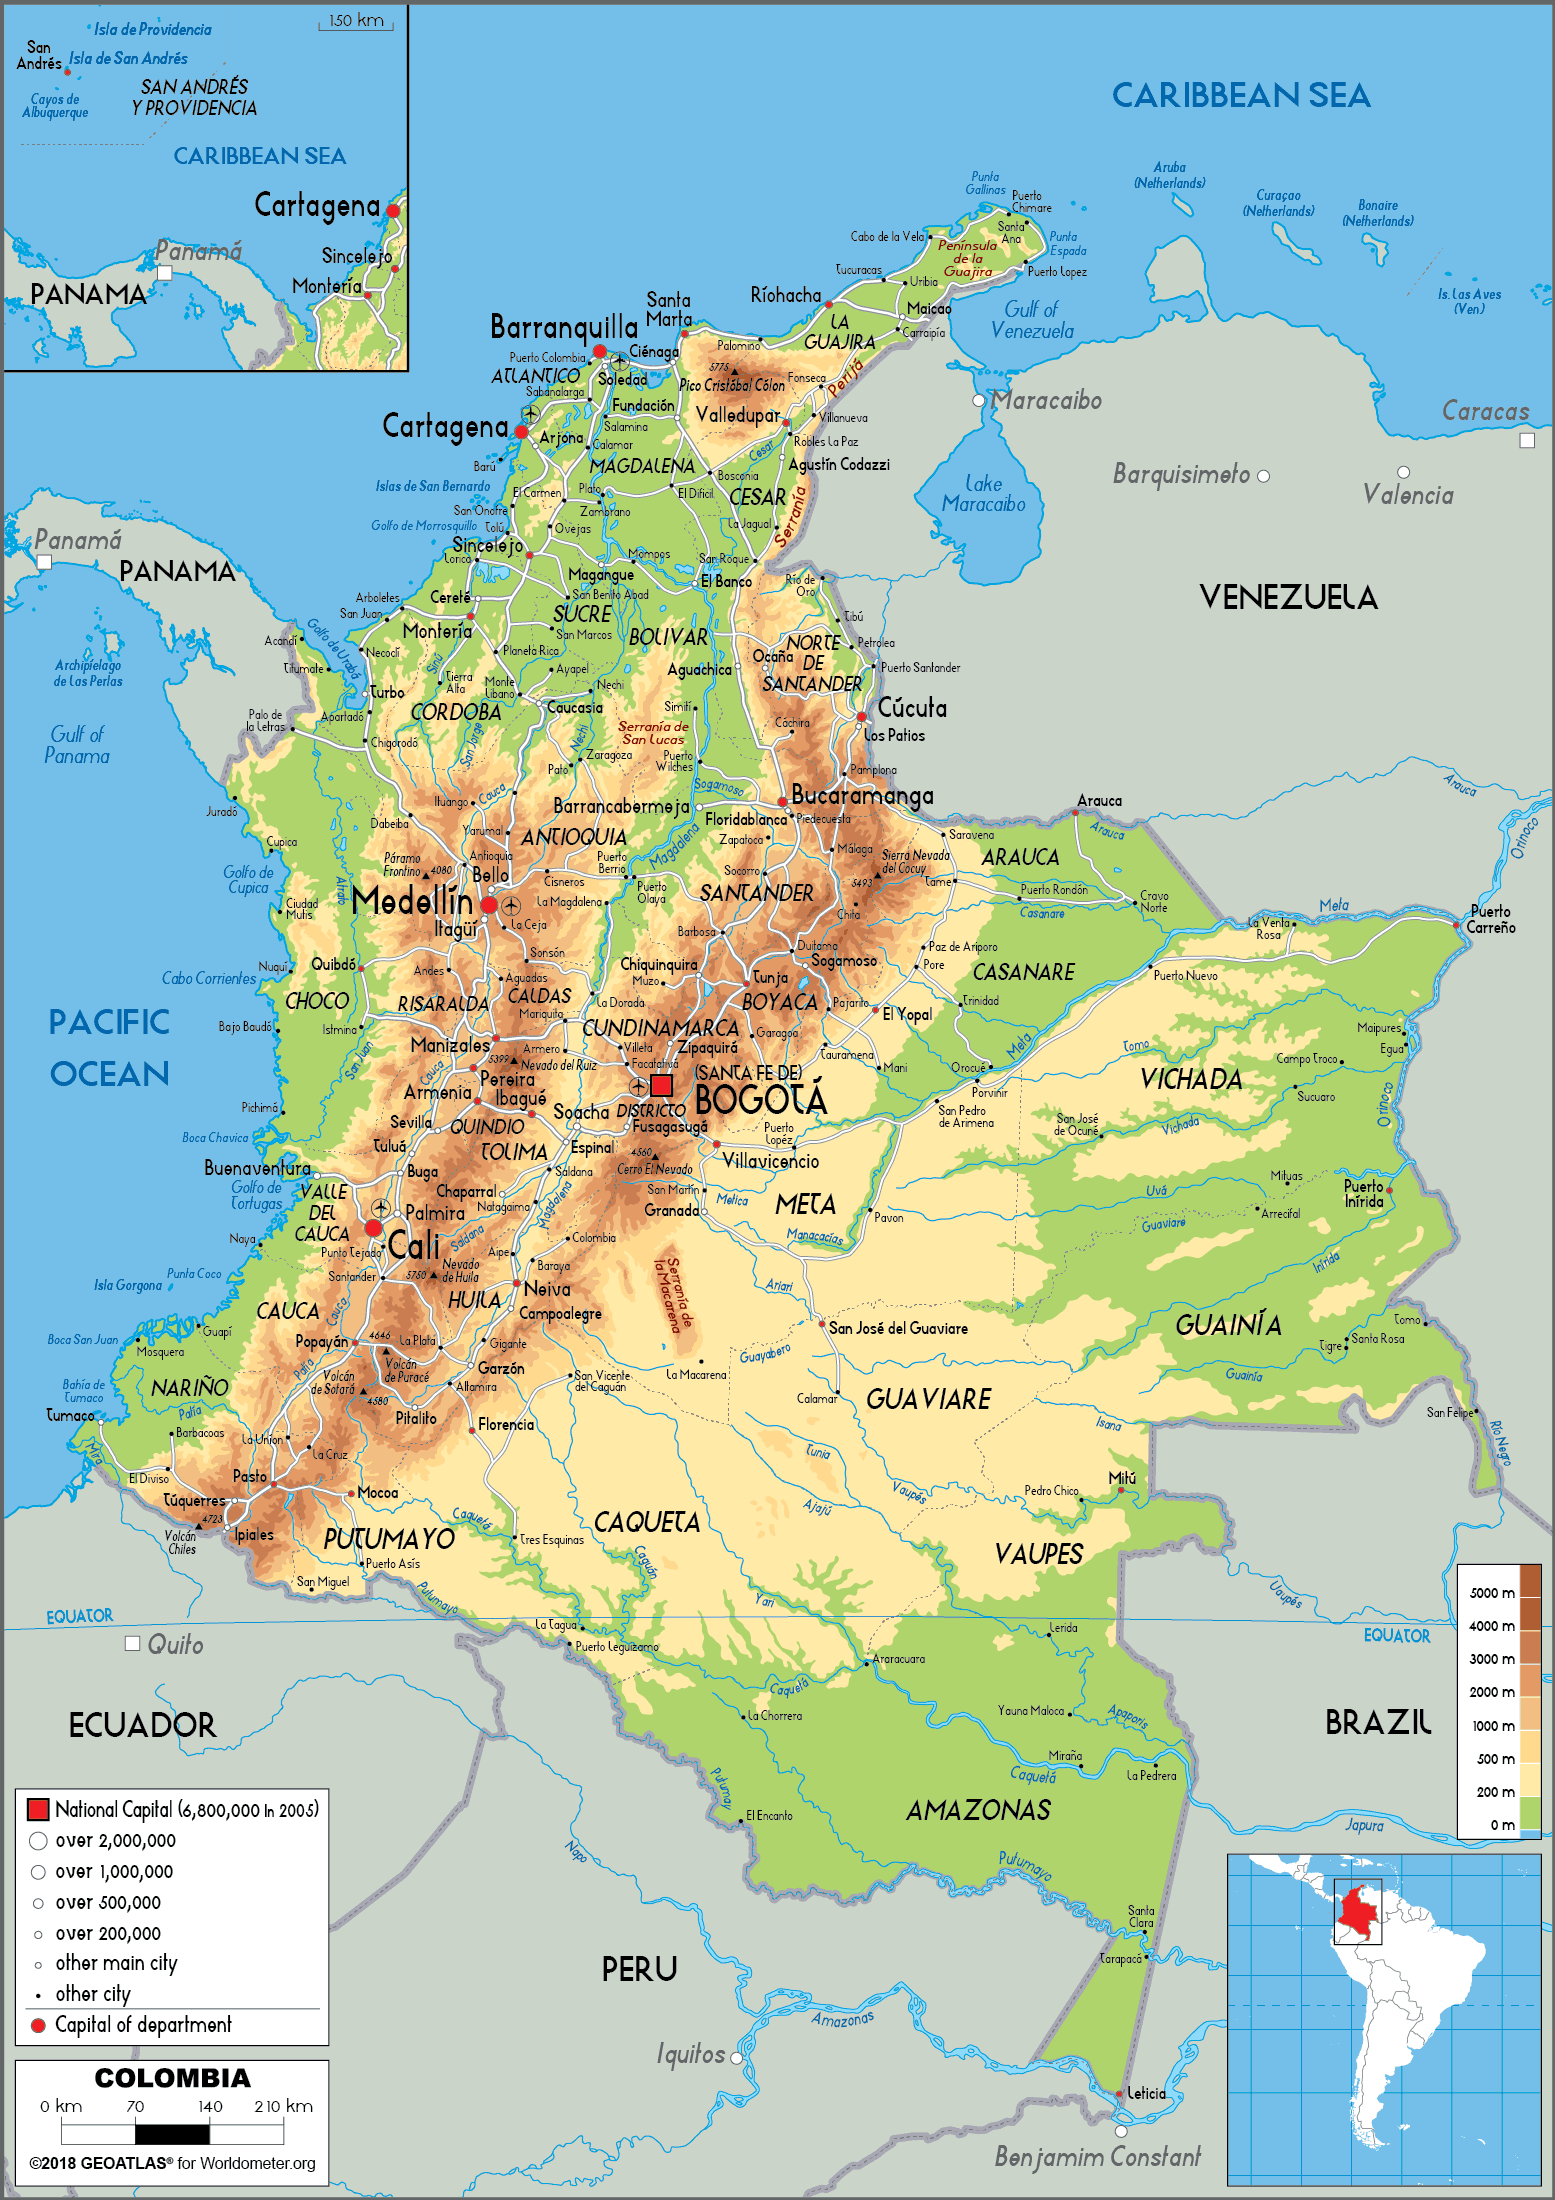 150 km
Isla de Providencia
San
Andrés
Isla de San Andrés
SAN ANDRÉS
Y PROVIDENCIA
Cayos de
Albuquerque
CARIBBEAN SEA
Cartagena
Panamá
PANAMA
Sincelejo
Montería
CARIBBEAN SEA
Aruba
(Netherlands)
Curaçao
(Netherlands)
Bonaire
(Netherlands)
Is. Las Aves
(Ven)
Punta
Gallinas
Puerto
Chimare
Santa
Ana
Punta
Espada
Cabo de la Vela
Península
de la
Guajira
Puerto Lopez
Tucuracas
Uribia
Ríohacha
Maicao
Carraipía
LA
GUAJIRA
Gulf of
Venezuela
Santa
Marta
Barranquilla
Puerto Colombia
Ciénaga
Palomino
ATLANTICO
Soledad
Sabanalarga
5775
Pico Cristóbal Cólon
Fonseca
Perijá
Maracaibo
Caracas
Fundación
Valledupar
Villanueva
Cartagena
Arjona
Salamina
Calamar
Robles La Paz
Cesar
Barú
MAGDALENA
Bosconia
Agustín Codazzi
Barquisimeto
Valencia
Lake
Maracaibo
Islas de San Bernardo
El Carmen
Plato
El Dificil
CESAR
San Onofre
Zambrano
Serranía
Golfo de Morrosquillo
Tolú
Ovejas
La Jagual
Panamá
PANAMA
Sincelejo
Lorica
Mompos
San Roque
Magangue
El Banco
Río de
Oro
VENEZUELA
Arboletes
Cereté
San Benito Abad
San Juan
Montería
SUCRE
San Marcos
BOLIVAR
Tibú
Acandí
Golfo de Urabá
Necoclí
Planeta Rica
NORTE
DE
SANTANDER
Ocaña
Petrolea
Archipíelago
de Las Perlas
Titumate
Sinú
Tierra
Alta
Ayapel
Aguachica
Puerto Santander
Turbo
Monte
Líbano
Nechi
Simití
Cúcuta
Palo de
la Letras
Apartadó
CORDOBA
Caucasia
Serranía de
San Lucas
Cáchira
Los Patios
Gulf of
Panama
Chigorodó
San Jorge
Nechi
Zaragoza
Pato
Puerto
Wilches
Pamplona
Arauca
Juradó
Ituango
Cauca
Barrancabermeja
Sogamoso
Bucaramanga
Arauca
Orinoco
Dabeiba
Yarumal
ANTIOQUIA
Floridablanca
Piedecuesta
Saravena
Arauca
Cupica
Páramo
Frontino
4080
Antioquia
Bello
Puerto
Berrio
Magdalena
Zapatoca
Málaga
Sierra Nevada
del Cocuy
5493
ARAUCA
Golfo de
Cupica
Atrato
Medellín
Cisneros
Puerto
Olaya
Socorro
SANTANDER
Tame
Puerto Rondón
Cravo
Norte
Casanare
Meta
Puerto
Carreño
Ciudad
Mutis
La Magdalena
Chita
La Venta
Rosa
Itagüí
La Ceja
Barbosa
Duitama
Paz de Ariporo
Sonsón
Nuquí
Quibdó
Andes
Chiquinquira
Sogamoso
Pore
CASANARE
Puerto Nuevo
Cabo Corrientes
CHOCO
Aguadas
Muzo
Tunja
RISARALDA
CALDAS
La Dorada
BOYACA
Pajarito
El Yopal
Trinidad
PACIFIC
OCEAN
Bajo Baudó
Istmina
Mariquita
CUNDINAMARCA
Garagoa
Maipures
Egua
San Juan
Manizales
Armero
Villeta
Zipaquirá
Tauramena
Meta
Tomo
Campo Troco
5399
Nevado del Ruiz
Facatativa
(SANTA FE DE)
BOGOTÁ
Mani
Orocué
VICHADA
Cauca
Pereira
Armenia
Ibagué
Porvinir
Sucuaro
Orinoco
Pichimá
Soacha
DISTRICTO
San Pedro
de Arimena
San José
de Ocuné
Vichada
Sevilla
QUINDIO
Fusagasugá
Puerto
Lopéz
Boca Chavica
Tuluá
TOLIMA
Espinal
4560
Cerro El Nevado
Villavicencio
Buenaventura
Buga
Saldana
Mituas
Puerto
Inírida
Golfo de
Tortugas
VALLE
DEL
CAUCA
Chaparral
Natagaima
San Martín
Granada
Metica
META
Uvá
Arrecifal
Palmira
Magdalena
Pavon
Guaviare
Naya
Cali
Saldana
Colombia
Manacacías
Punto Tejado
Aipe
Inírida
Isla Gorgona
Punta Coco
Santander
5750
Nevado
de Huila
Baraya
Serranía de
la Macarena
Ariari
Neiva
CAUCA
Cauca
HUILA
Campoalegre
San José del Guaviare
GUAINÍA
Tomo
Boca San Juan
Guapí
Popayán
4646
La Plata
Gigante
Santa Rosa
Tigre
Mosquera
Volcán
de Puracé
Garzón
Guayabero
Patía
Volcán
de Sotará
4580
Altamira
San Vicente
del Caguán
La Macarena
Guainía
Bahía de
Tumaco
NARIÑO
Calamar
GUAVIARE
Tumaco
Patía
Pitalito
Isana
San Felipe
Río Negro
Barbacoas
La Uníon
Florencia
Mira
La Cruz
Tunia
El Diviso
Pasto
Mitú
Túquerres
Mocoa
Ajajú
Vaupés
Pedro Chico
4723
Volcán
Chiles
Ipiales
PUTUMAYO
Caquetá
CAQUETA
Tres Esquinas
VAUPES
Puerto Asís
Caguán
San Miguel
Putumayo
Yari
Uaupés
5000 m
4000 m
3000 m
2000 m
1000 m
500 m
200 m
0 m
EQUATOR
EQUATOR
La Tagua
Lerida
Quito
Puerto Leguizamo
Araracuara
Caquetá
ECUADOR
La Chorrera
Yauna Maloca
Apaporis
BRAZIL
Miraña
Caquetá
La Pedrera
Putumay
El Encanto
AMAZONAS
Japura
Napo
Putumayo
Santa
Clara
Tarapacá
PERU
Amazonas
Iquitos
Leticia
Benjamim Constant
National Capital (6,800,000 In 2005)
over 2,000,000
over 1,000,000
over 500,000
over 200,000
other main city
other city
Capital of department
COLOMBIA
0 km 70 140 210 km
©2018 GEOATLAS® for Worldometer.org